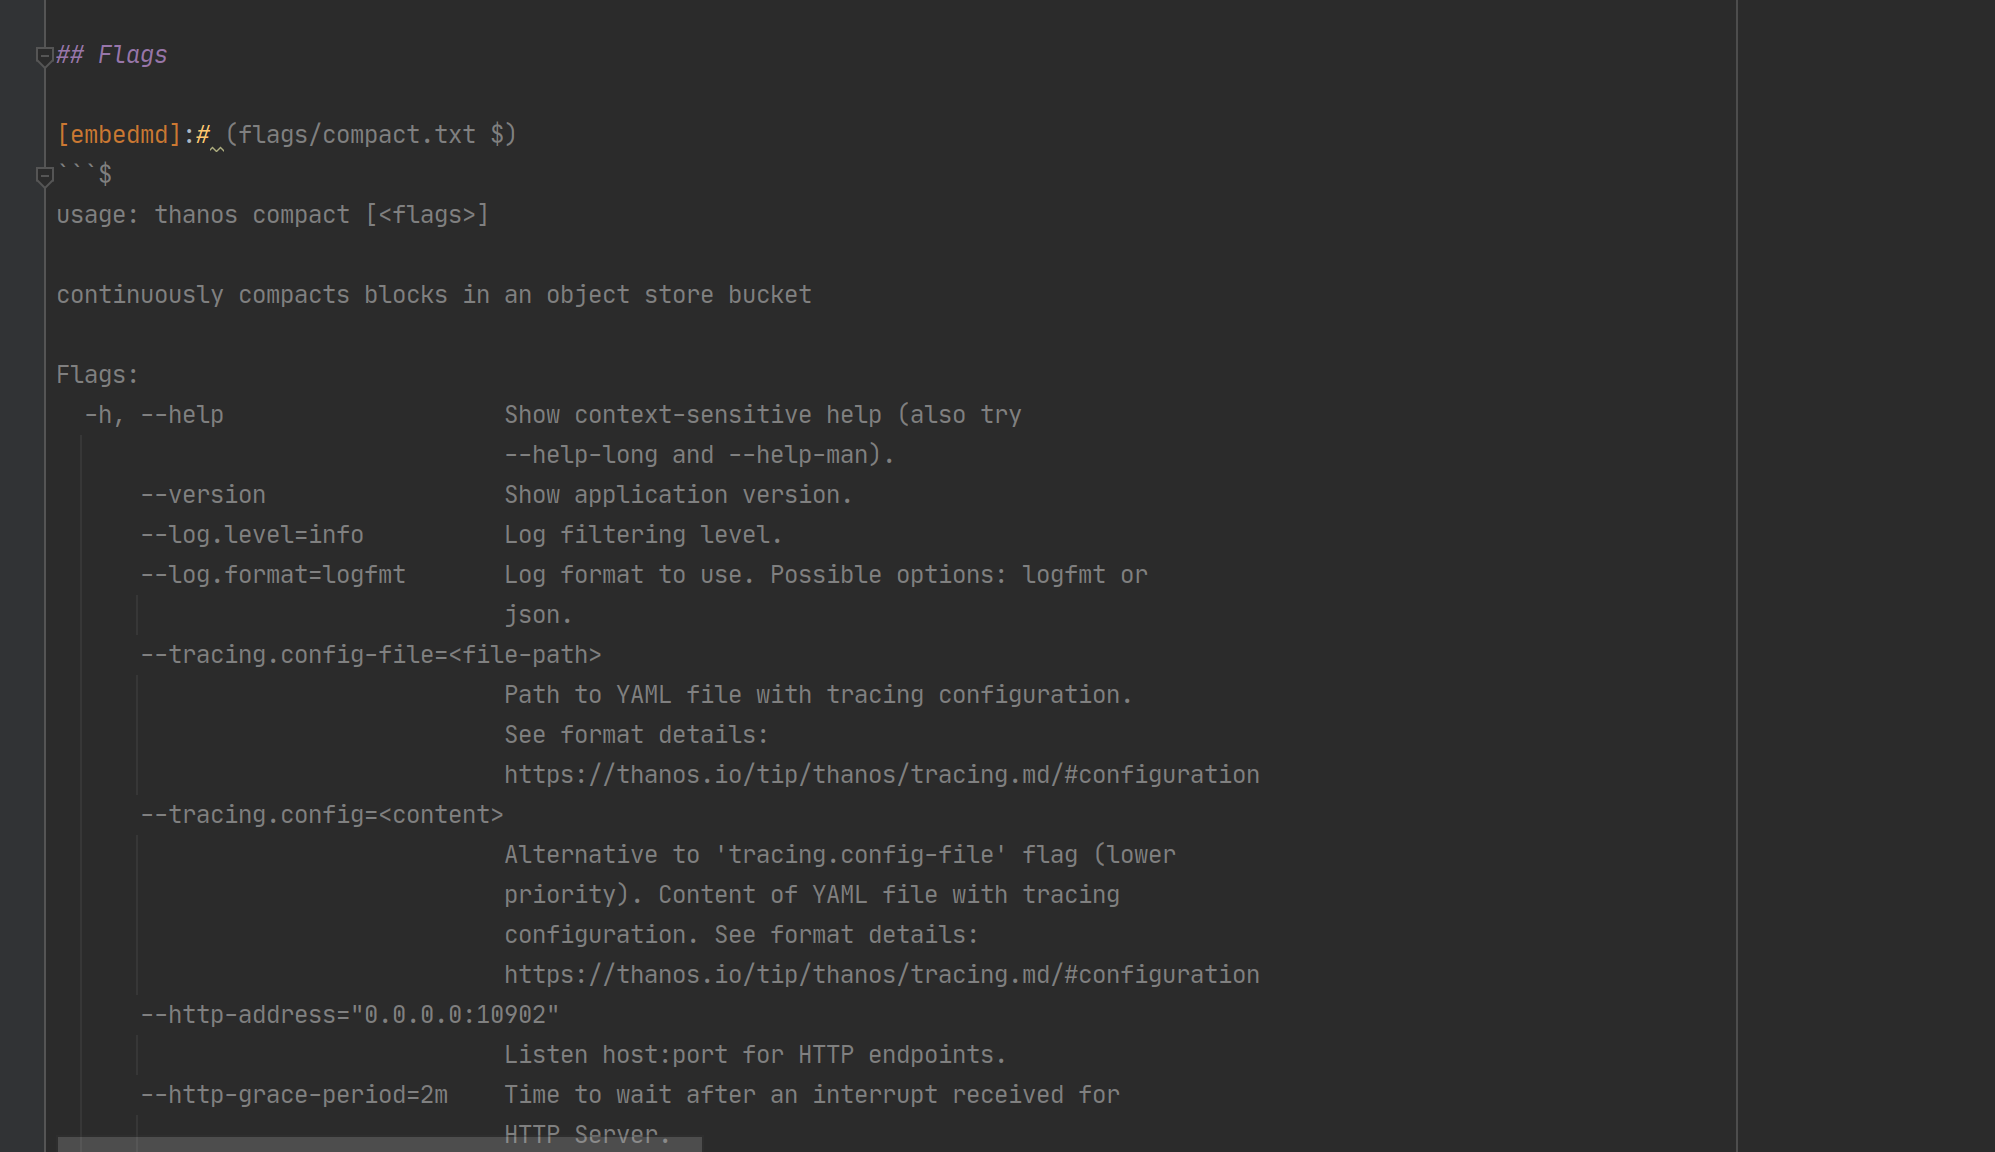 ## Flags
[embedmd]:# (flags/compact.txt $)
```$
usage: thanos compact [<flags>]
continuously compacts blocks in an object store bucket
Flags:
-h, --help Show context-sensitive help (also try
--help-long and --help-man).
--version Show application version.
--log.level=info Log filtering level.
--log.format=logfmt Log format to use. Possible options: logfmt or
json.
--tracing.config-file=<file-path>
Path to YAML file with tracing configuration.
See format details:
https://thanos.io/tip/thanos/tracing.md/#configuration
--tracing.config=<content>
Alternative to 'tracing.config-file' flag (lower
priority). Content of YAML file with tracing
configuration. See format details:
https://thanos.io/tip/thanos/tracing.md/#configuration
--http-address="0.0.0.0:10902"
Listen host:port for HTTP endpoints.
--http-grace-period=2m Time to wait after an interrupt received for
HTTP Server.